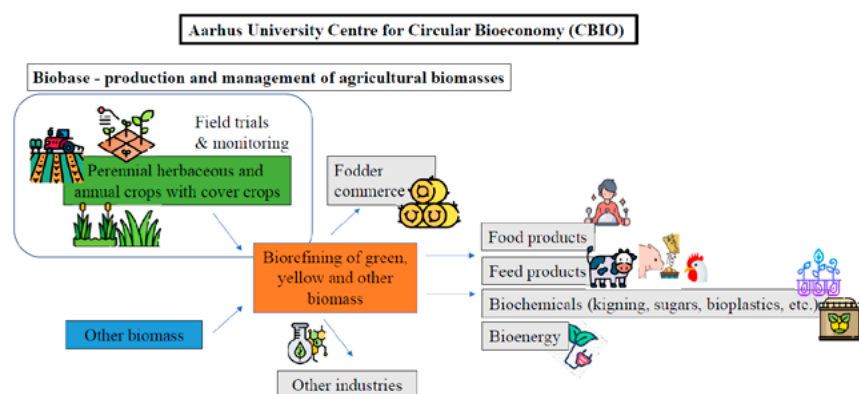 Aarhus University Centre for Circular Bioeconomy (CBIO)
Biobase - production and management of agricultural biomasses
Field trials
& monitoring
Perennial herbaceous and
annual crops with cover crops
Fodder
commerce
Biorefining of green,
yellow and other
biomass
Food products
Feed products
Biochemicals (kigning, sugars, bioplastics, etc.)
Bioenergy
Other biomass
Other industries